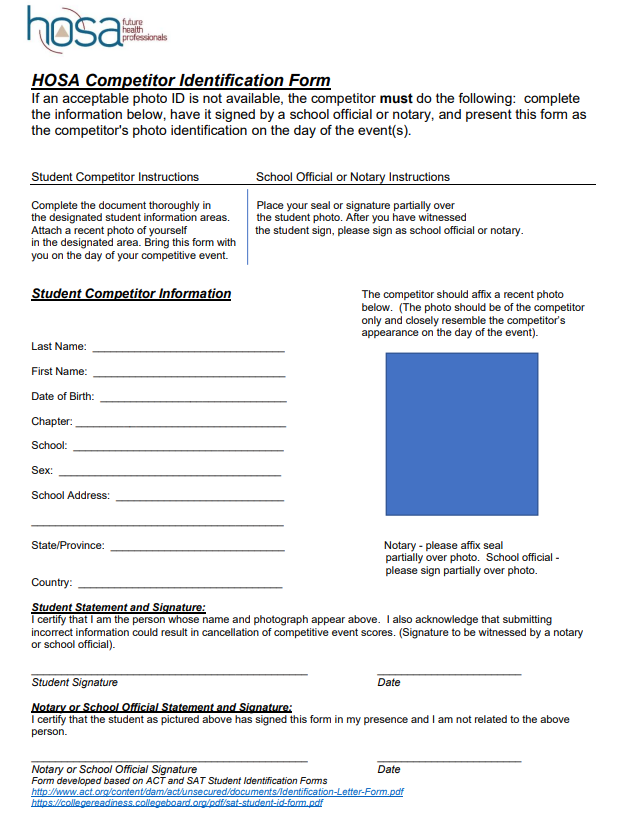 hosa future
health
professionals
HOSA Competitor Identification Form
If an acceptable photo ID is not available, the competitor must do the following:  complete
the information below, have it signed by a school official or notary, and present this form as
the competitor's photo identification on the day of the event(s).
Student Competitor Instructions
Complete the document thoroughly in
the designated student information areas.
Attach a recent photo of yourself
in the designated area. Bring this form with
you on the day of your competitive event.
School Official or Notary Instructions
Place your seal or signature partially over
the student photo. After you have witnessed
the student sign, please sign as school official or notary.
Student Competitor Information
Last Name: ______________________________
First Name: ______________________________
Date of Birth: ______________________________
Chapter: ______________________________
School: ______________________________
Sex: ______________________________
School Address: ______________________________
______________________________
State/Province: ______________________________
Country: ______________________________
The competitor should affix a recent photo
below.  (The photo should be of the competitor
only and closely resemble the competitor's
appearance on the day of the event).
Notary - please affix seal
partially over photo.  School official -
please sign partially over photo.
Student Statement and Signature:
I certify that I am the person whose name and photograph appear above.  I also acknowledge that submitting
incorrect information could result in cancellation of competitive event scores. (Signature to be witnessed by a notary
or school official).
Student Signature
Date
Notary or School Official Statement and Signature:
I certify that the student as pictured above has signed this form in my presence and I am not related to the above
person.
Notary or School Official Signature
Date
Form developed based on ACT and SAT Student Identification Forms
http://www.act.org/content/dam/act/unsecured/documents/Identification-Letter-Form.pdf
https://collegereadiness.collegeboard.org/pdf/sat-student-id-form.pdf